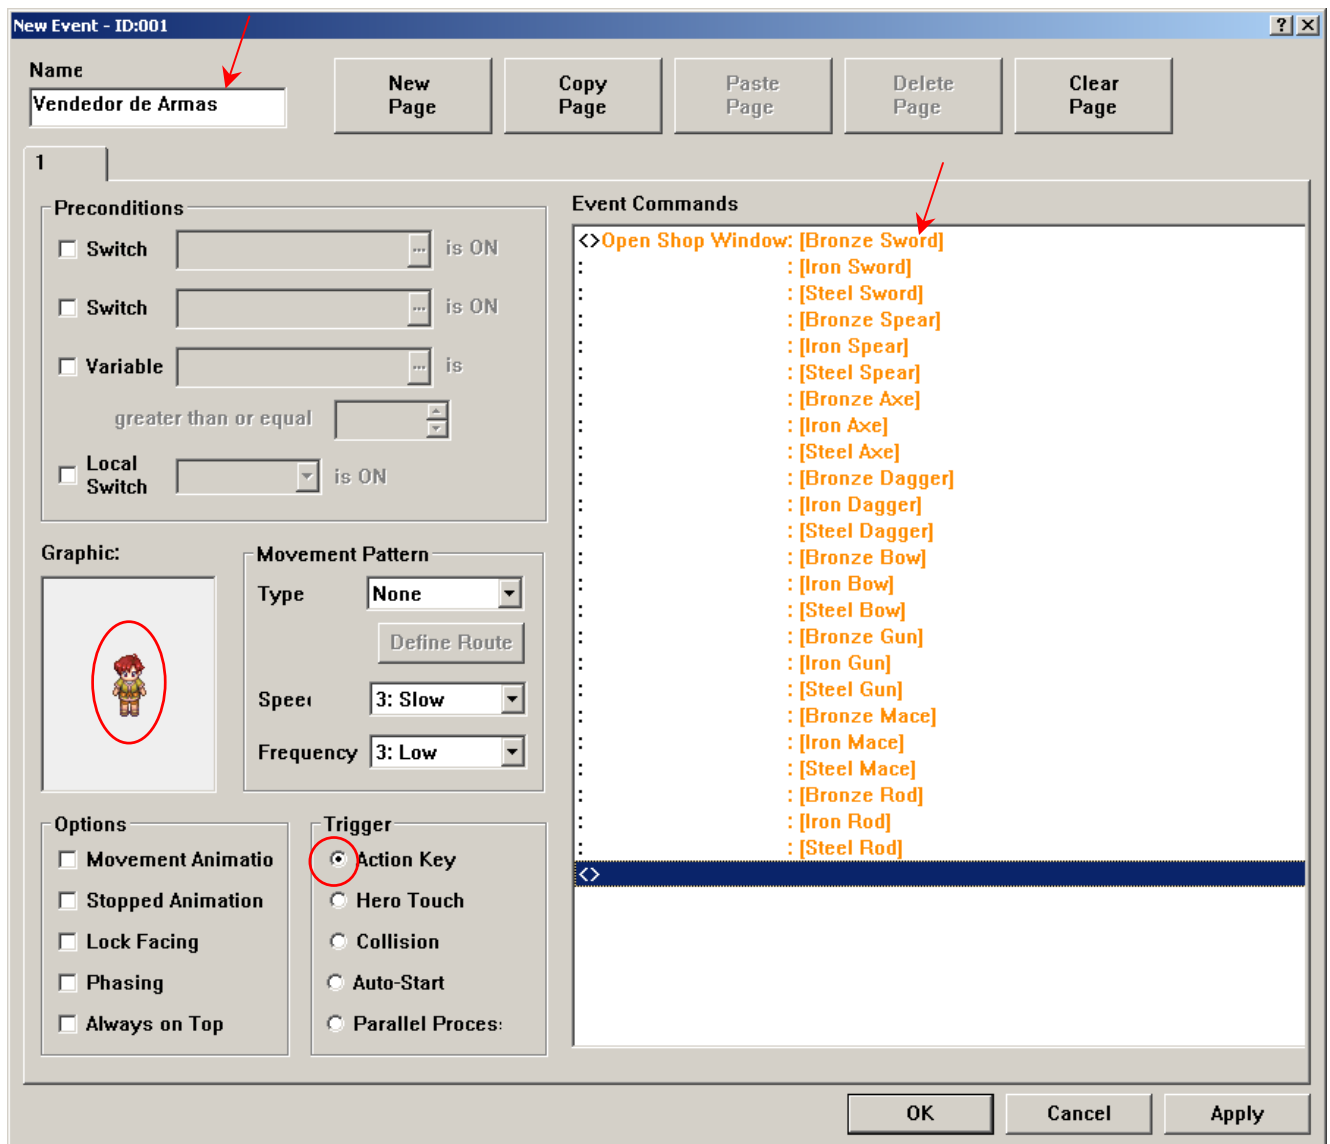 New Event - ID:001
Name
Vendedor de Armas
New Page
Copy Page
Paste Page
Delete Page
Clear Page
1
Preconditions
Switch ... is ON
Switch ... is ON
Variable ... is
greater than or equal
Local Switch is ON
Graphic:
Movement Pattern
Type None
Define Route
Speed 3: Slow
Frequency 3: Low
Options
Movement Animatio
Stopped Animation
Lock Facing
Phasing
Always on Top
Trigger
Action Key
Hero Touch
Collision
Auto-Start
Parallel Proces
Event Commands
<>Open Shop Window: [Bronze Sword]
: : [Iron Sword]
: : [Steel Sword]
: : [Bronze Spear]
: : [Iron Spear]
: : [Steel Spear]
: : [Bronze Axe]
: : [Iron Axe]
: : [Steel Axe]
: : [Bronze Dagger]
: : [Iron Dagger]
: : [Steel Dagger]
: : [Bronze Bow]
: : [Iron Bow]
: : [Steel Bow]
: : [Bronze Gun]
: : [Iron Gun]
: : [Steel Gun]
: : [Bronze Mace]
: : [Iron Mace]
: : [Steel Mace]
: : [Bronze Rod]
: : [Iron Rod]
: : [Steel Rod]
<>
OK
Cancel
Apply